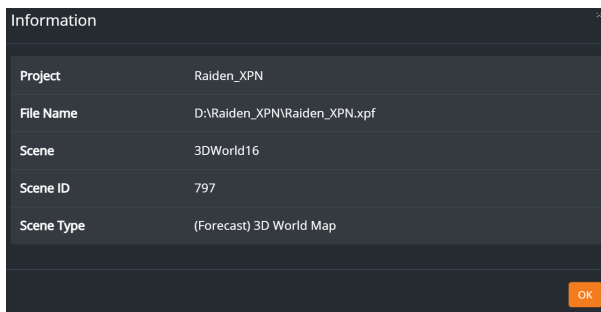 Information
Project Raiden_XPN
File Name D:\Raiden_XPN\Raiden_XPN.xpf
Scene 3DWorld16
Scene ID 797
Scene Type (Forecast) 3D World Map
OK